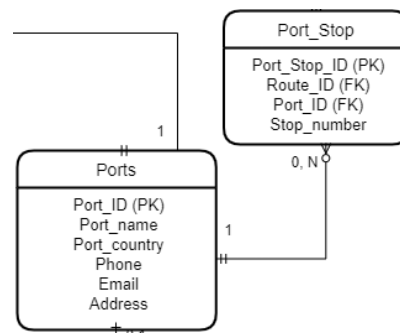 Port_Stop
Port_Stop_ID (PK)
Route_ID (FK)
Port_ID (FK)
Stop_number
1
0, N
Ports
Port_ID (PK)
Port_name
Port_country
Phone
Email
Address
1